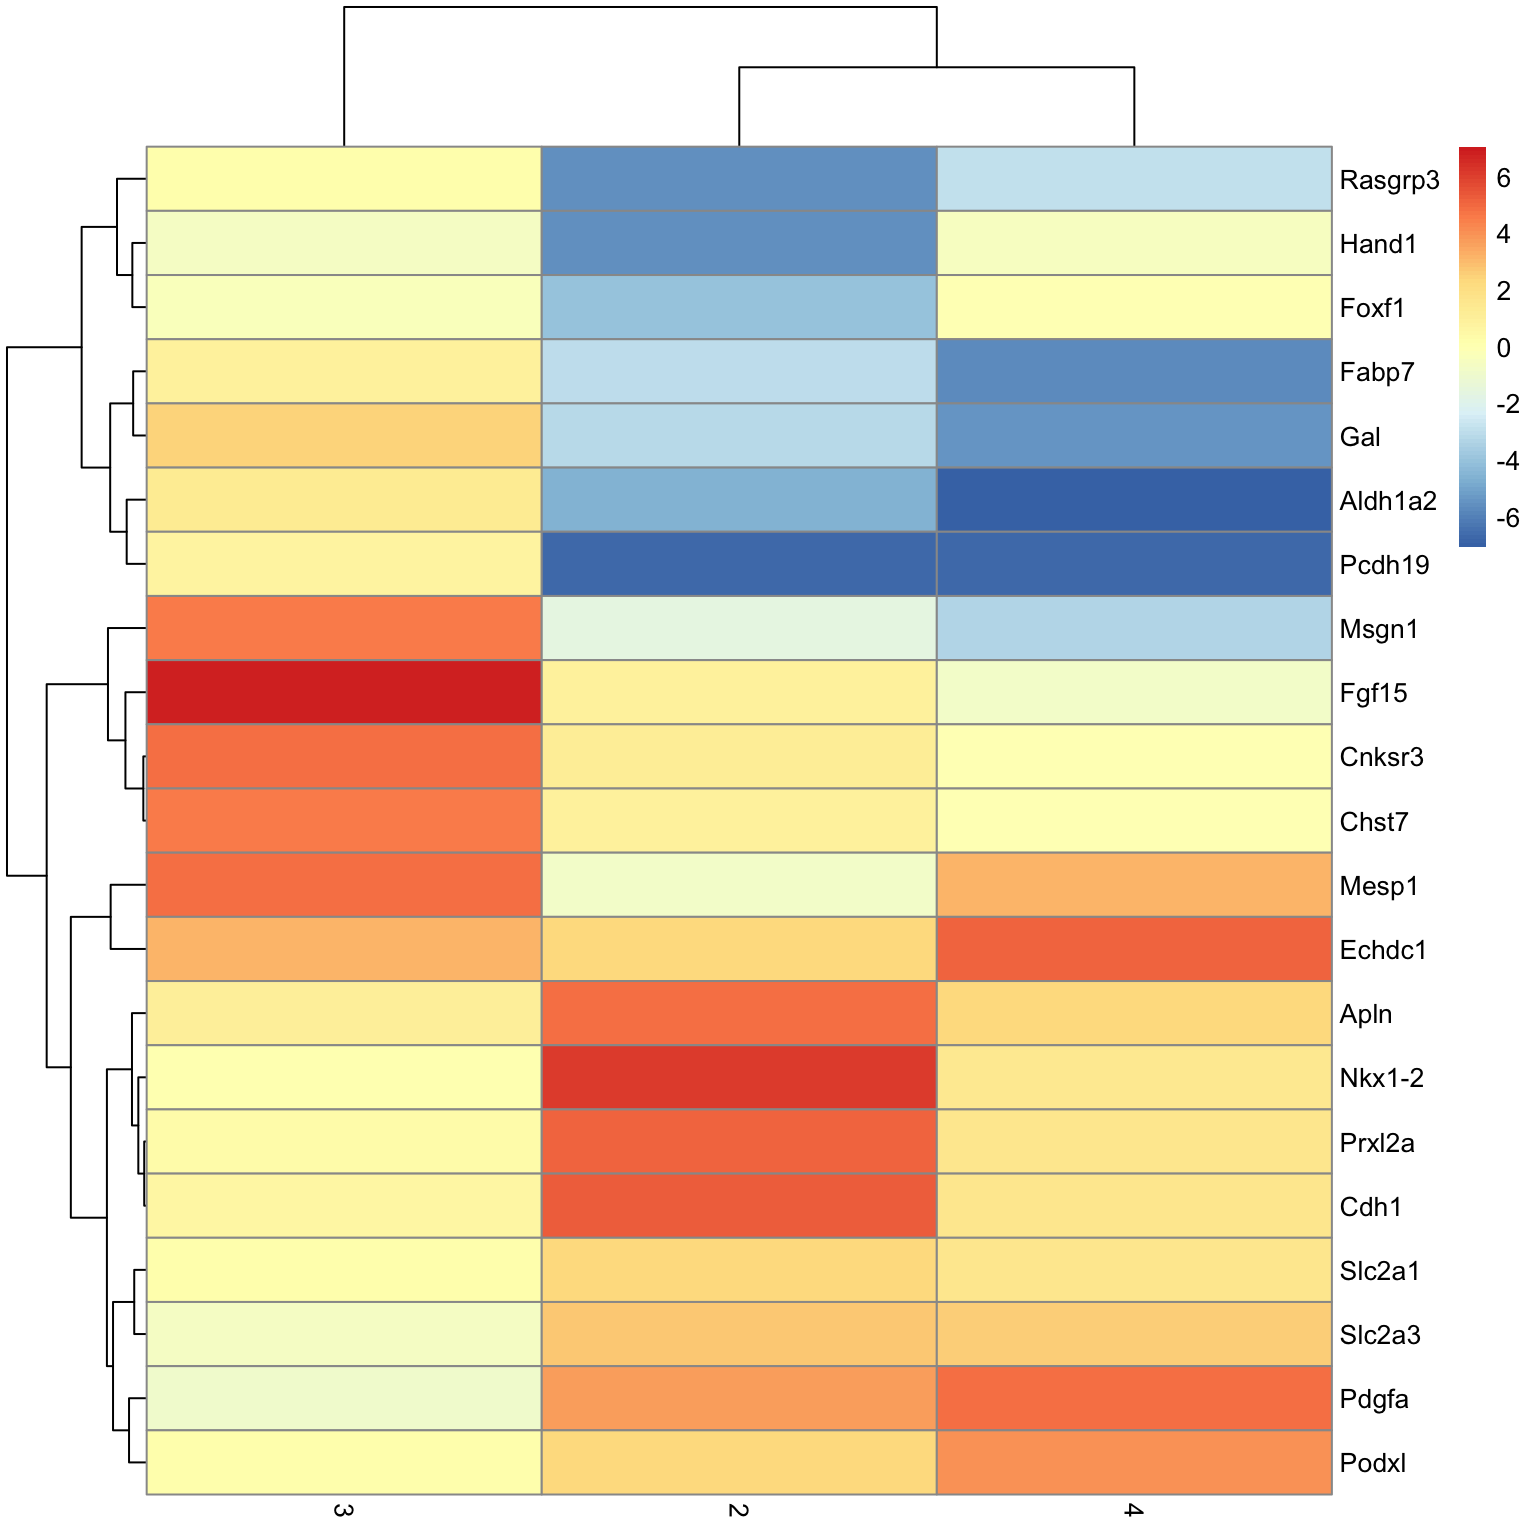 Rasgrp3
Hand1
Foxf1
Fabp7
Gal
Aldh1a2
Pcdh19
Msgn1
Fgf15
Cnksr3
Chst7
Mesp1
Echdc1
Apln
Nkx1-2
Prxl2a
Cdh1
Slc2a1
Slc2a3
Pdgfa
Podxl
6
4
2
0
-2
-4
-6
3
2
4